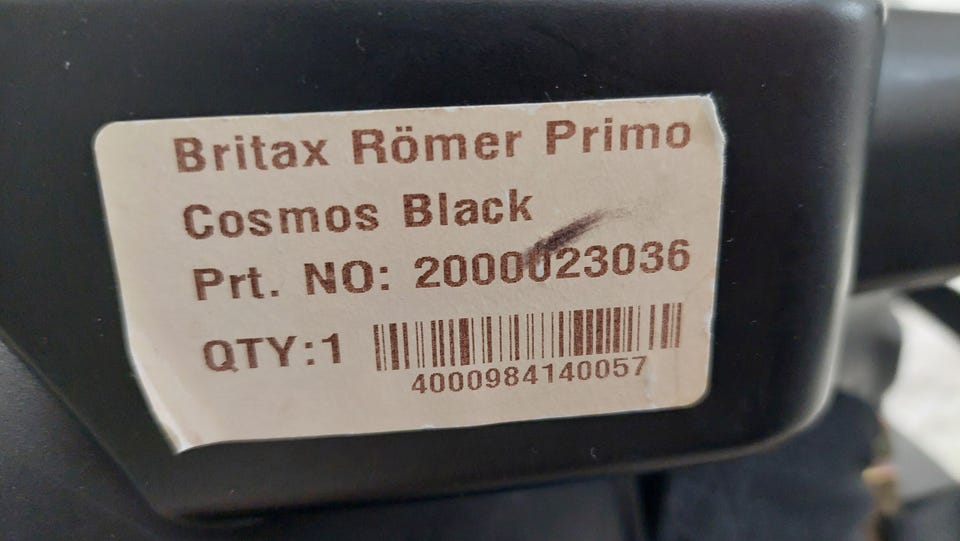 Britax Römer Primo
Cosmos Black
Prt. NO: 2000023036
QTY:1
4000984140057